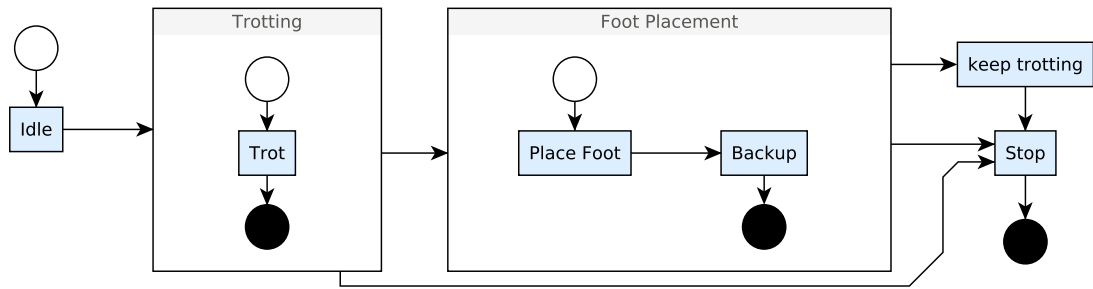 Trotting
Foot Placement
keep trotting
Idle
Trot
Place Foot
Backup
Stop